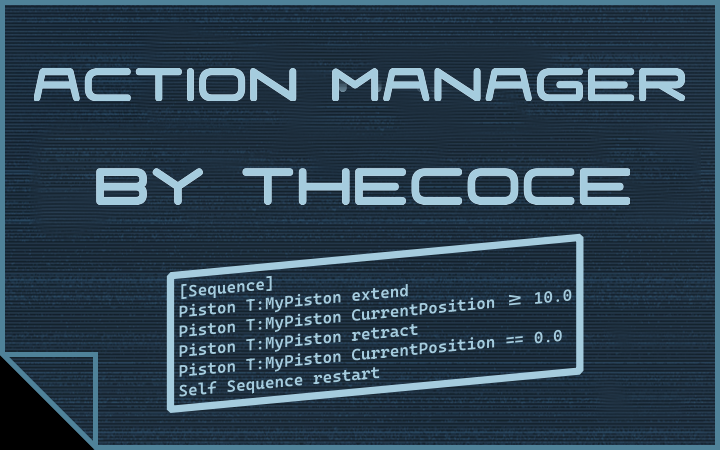 ACTION MANAGER
BY THECOCE
[Sequence]
Piston T:MyPiston extend
Piston T:MyPiston CurrentPosition ≥ 10.0
Piston T:MyPiston retract
Piston T:MyPiston CurrentPosition == 0.0
Self Sequence restart